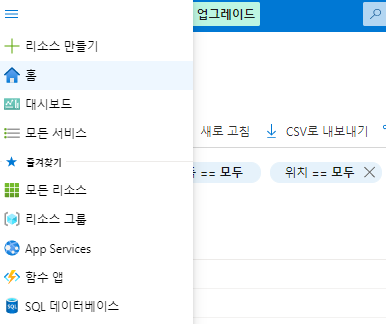 업그레이드
리소스 만들기
홈
대시보드
모든 서비스
새로 고침 CSV로 내보내기
즐겨찾기
== 모두 위치 == 모두
모든 리소스
리소스 그룹
App Services
함수 앱
SQL 데이터베이스